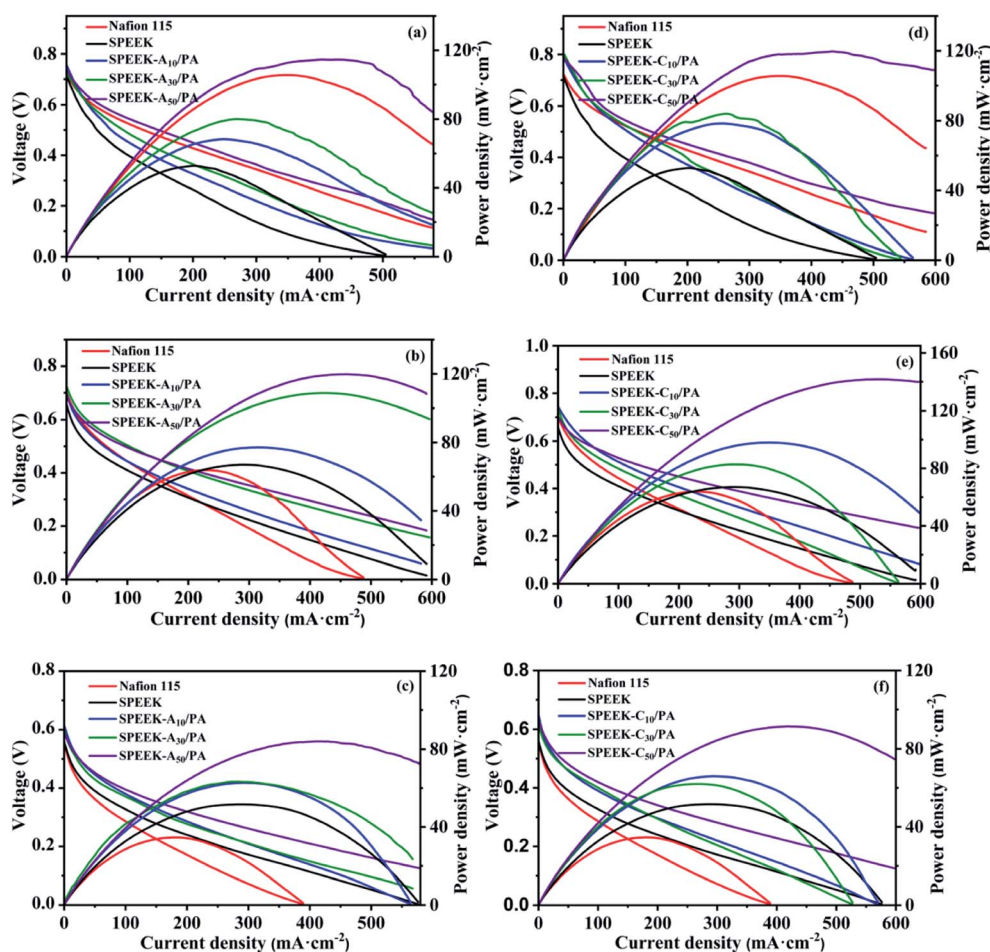 (a)
Nafion 115
SPEEK
SPEEK-A₁₀/PA
SPEEK-A₃₀/PA
SPEEK-A₅₀/PA
Voltage (V)
0.8
0.6
0.4
0.2
0.0
0 100 200 300 400 500
Current density (mA·cm⁻²)
120
80
40
0
Power density (mW·cm⁻²)
(d)
Nafion 115
SPEEK
SPEEK-C₁₀/PA
SPEEK-C₃₀/PA
SPEEK-C₅₀/PA
Voltage (V)
0.8
0.6
0.4
0.2
0.0
0 100 200 300 400 500 600
Current density (mA·cm⁻²)
120
80
40
0
Power density (mW·cm⁻²)
(b)
Nafion 115
SPEEK
SPEEK-A₁₀/PA
SPEEK-A₃₀/PA
SPEEK-A₅₀/PA
Voltage (V)
0.8
0.6
0.4
0.2
0.0
0 100 200 300 400 500 600
Current density (mA·cm⁻²)
120
80
40
0
Power density (mW·cm⁻²)
(e)
Nafion 115
SPEEK
SPEEK-C₁₀/PA
SPEEK-C₃₀/PA
SPEEK-C₅₀/PA
Voltage (V)
1.0
0.8
0.6
0.4
0.2
0.0
0 100 200 300 400 500 600
Current density (mA·cm⁻²)
160
120
80
40
0
Power density (mW·cm⁻²)
(c)
Nafion 115
SPEEK
SPEEK-A₁₀/PA
SPEEK-A₃₀/PA
SPEEK-A₅₀/PA
Voltage (V)
0.8
0.6
0.4
0.2
0.0
0 100 200 300 400 500
Current density (mA·cm⁻²)
120
80
40
0
Power density (mW·cm⁻²)
(f)
Nafion 115
SPEEK
SPEEK-C₁₀/PA
SPEEK-C₃₀/PA
SPEEK-C₅₀/PA
Voltage (V)
0.8
0.6
0.4
0.2
0.0
0 100 200 300 400 500 600
Current density (mA·cm⁻²)
120
80
40
0
Power density (mW·cm⁻²)